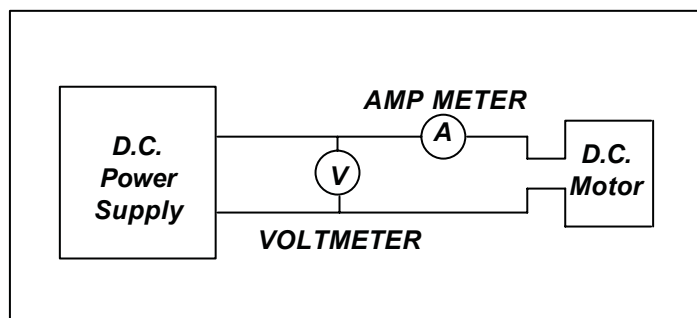 AMP METER
D.C.
Power
Supply
A
D.C.
Motor
V
VOLTMETER